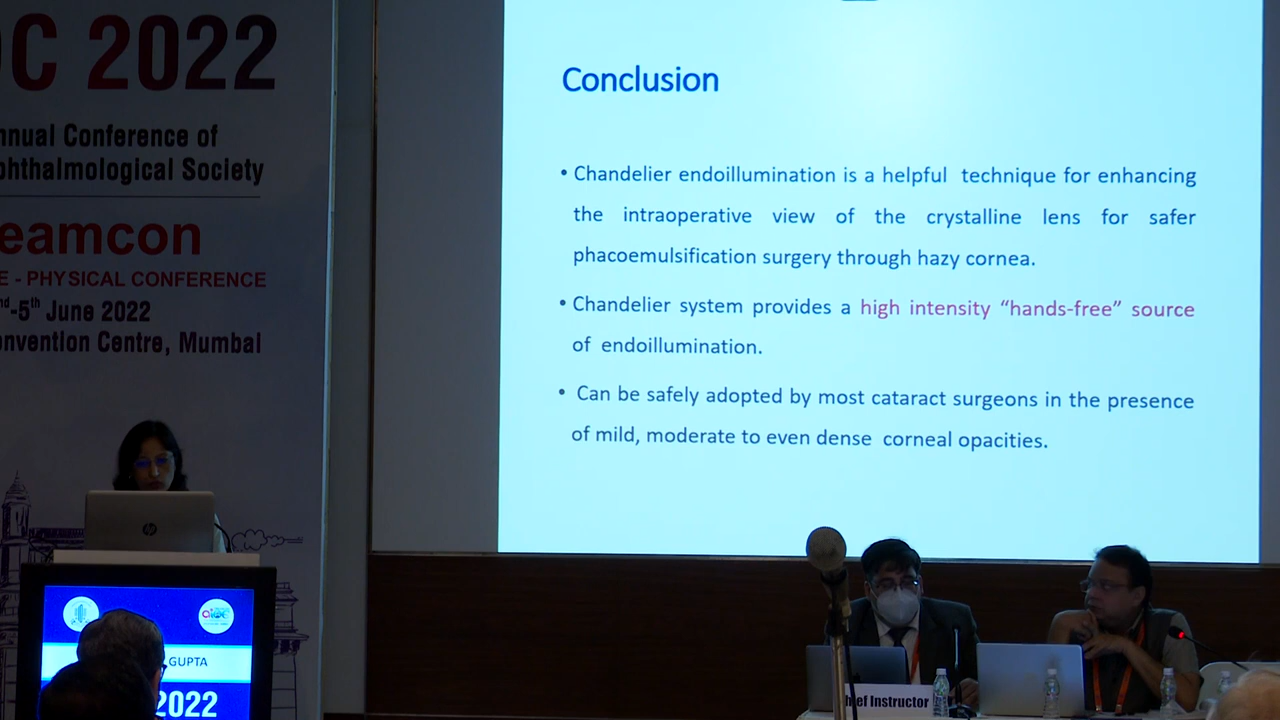 OC 2022
nnual Conference of
phthalmological Society
eamcon
E - PHYSICAL CONFERENCE
nd-5th June 2022
onvention Centre, Mumbai
Conclusion
• Chandelier endoillumination is a helpful technique for enhancing
the intraoperative view of the crystalline lens for safer
phacoemulsification surgery through hazy cornea.
• Chandelier system provides a high intensity “hands-free” source
of endoillumination.
• Can be safely adopted by most cataract surgeons in the presence
of mild, moderate to even dense corneal opacities.
hp
GUPTA
2022
hief Instructor